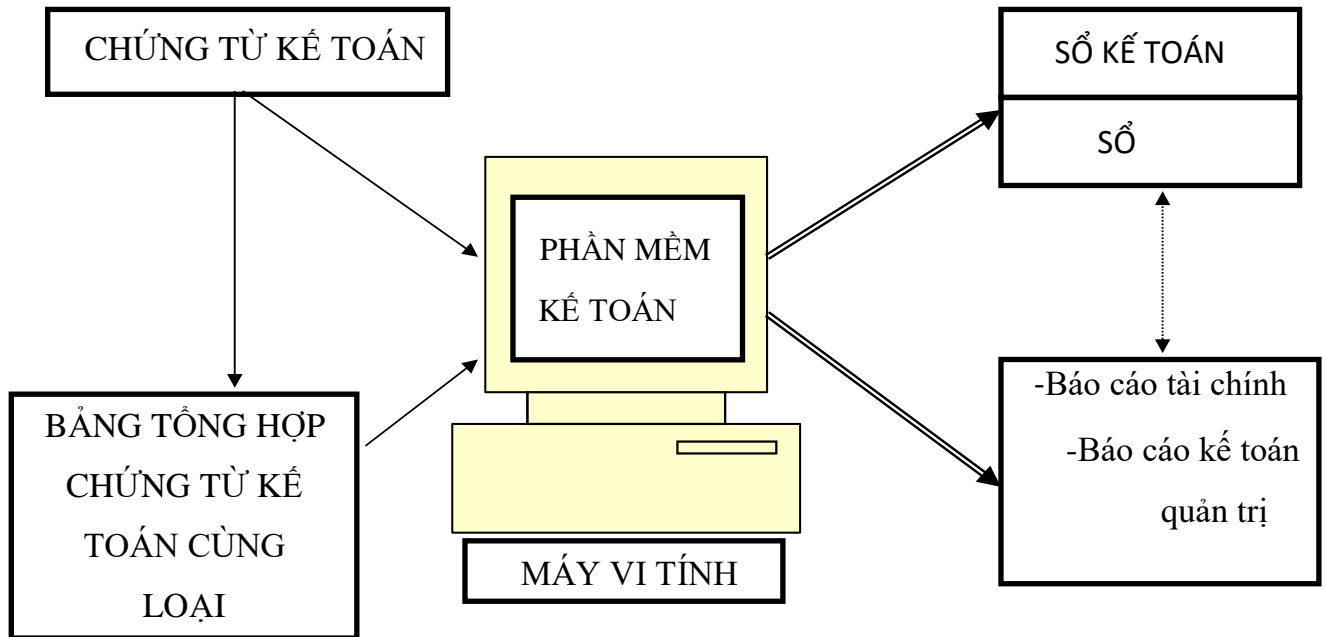 CHỨNG TỪ KẾ TOÁN
SỔ KẾ TOÁN
SỔ
PHẦN MỀM
KẾ TOÁN
BẢNG TỔNG HỢP
CHỨNG TỪ KẾ
TOÁN CÙNG
LOẠI
MÁY VI TÍNH
-Báo cáo tài chính
-Báo cáo kế toán
quản trị